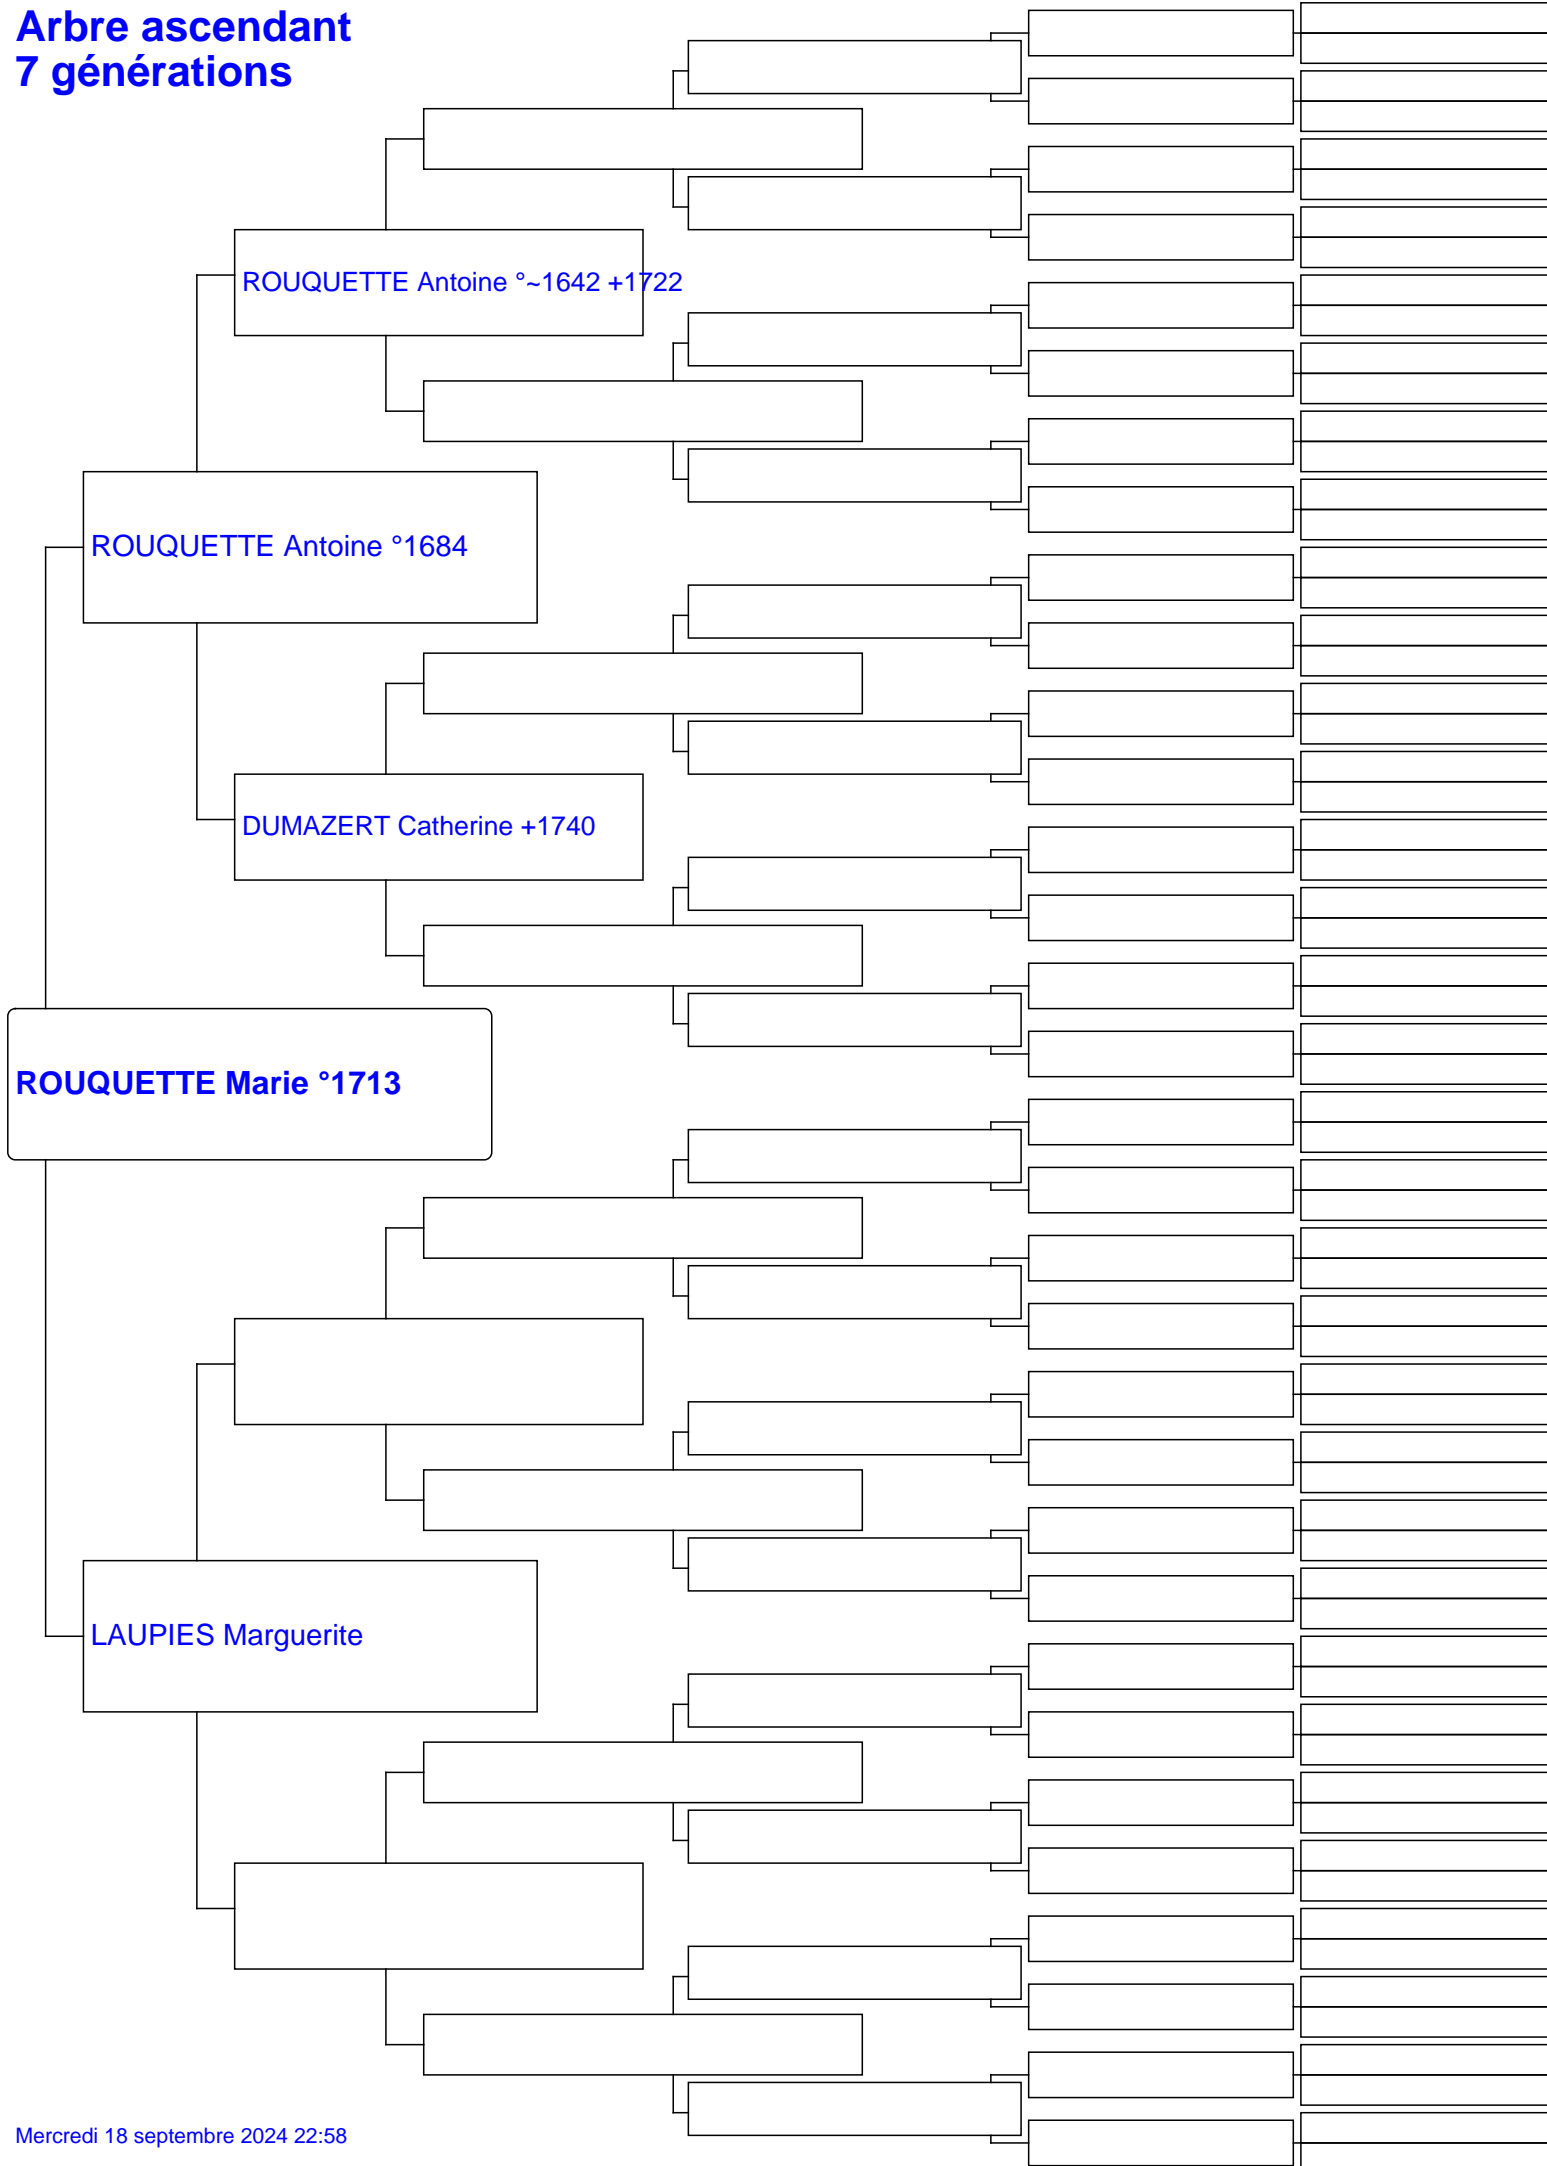 Arbre ascendant
7 générations
ROUQUETTE Antoine °~1642 +1722
ROUQUETTE Antoine °1684
DUMAZERT Catherine +1740
ROUQUETTE Marie °1713
LAUPIES Marguerite
Mercredi 18 septembre 2024 22:58